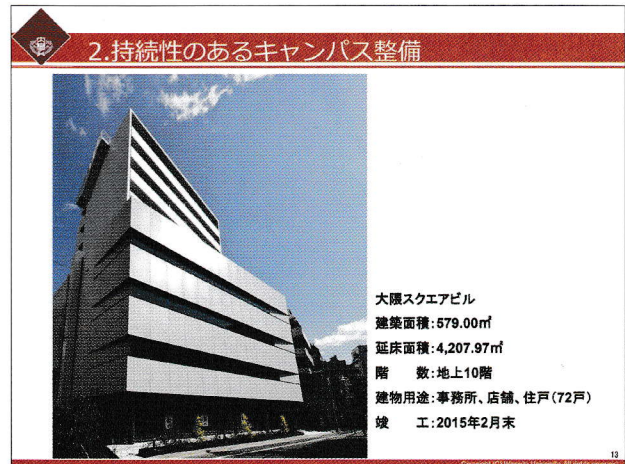 2.持続性のあるキャンパス整備
大隈スクエアビル
建築面積:579.00㎡
延床面積:4,207.97㎡
階　　数:地上10階
建物用途:事務所、店舗、住戸(72戸)
竣　　工:2015年2月末
13